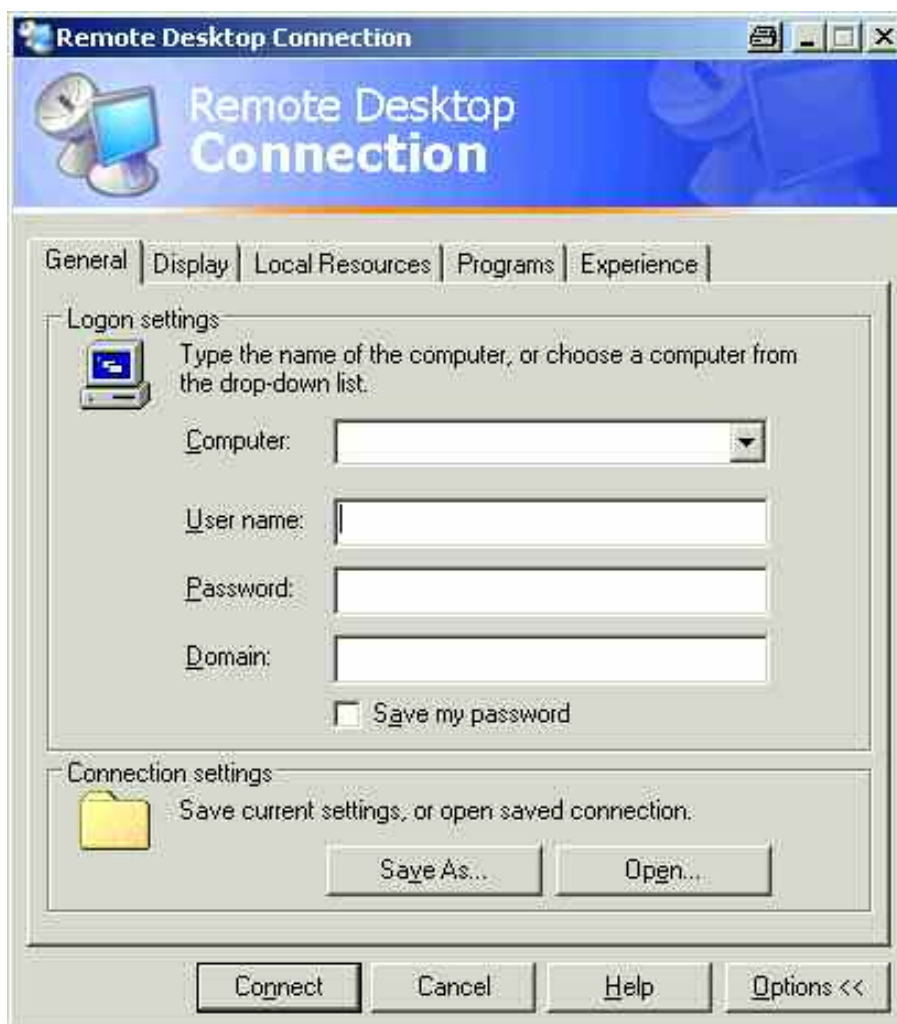 Remote Desktop Connection
Remote Desktop
Connection
General Display Local Resources Programs Experience
Logon settings
Type the name of the computer, or choose a computer from
the drop-down list.
Computer:
User name:
Password:
Domain:
Save my password
Connection settings
Save current settings, or open saved connection.
Save As... Open...
Connect Cancel Help Options <<